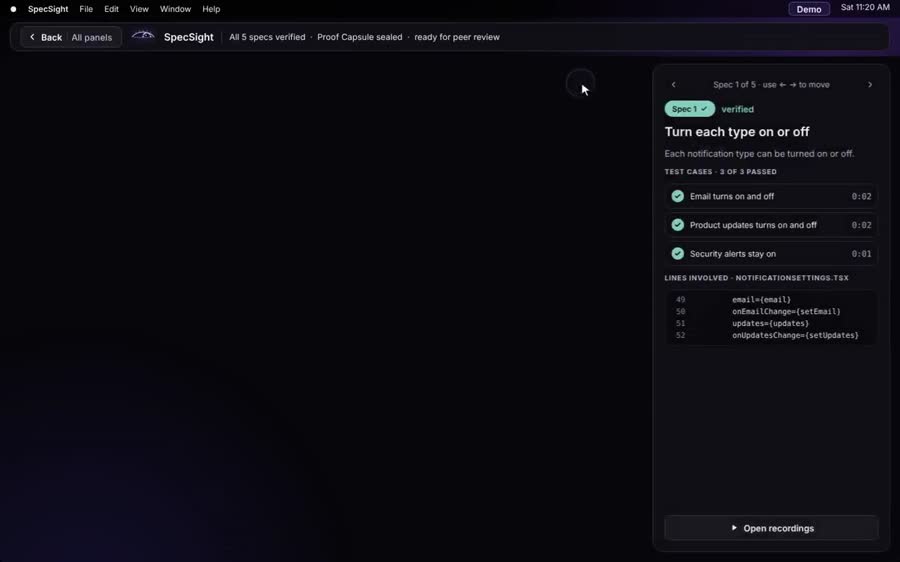 SpecSight File Edit View Window Help Demo Sat 11:20 AM
Back All panels SpecSight All 5 specs verified · Proof Capsule sealed · ready for peer review
Spec 1 of 5 · use ← → to move
Spec 1 ✓ verified
Turn each type on or off
Each notification type can be turned on or off.
TEST CASES · 3 OF 3 PASSED
Email turns on and off 0:02
Product updates turns on and off 0:02
Security alerts stay on 0:01
LINES INVOLVED · NOTIFICATIONSETTINGS.TSX
49 email={email}
50 onEmailChange={setEmail}
51 updates={updates}
52 onUpdatesChange={setUpdates}
Open recordings